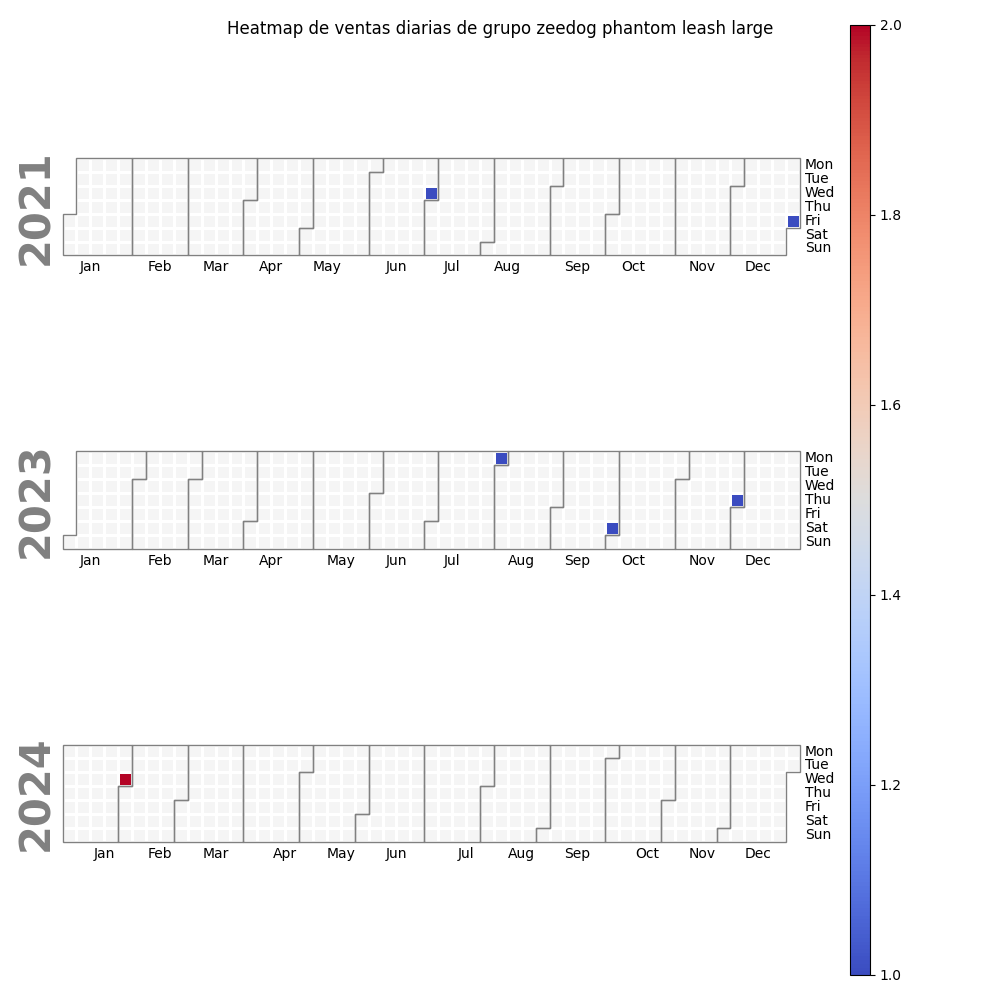 Heatmap de ventas diarias de grupo zeedog phantom leash large
2021
Mon
Tue
Wed
Thu
Fri
Sat
Sun
Jan Feb Mar Apr May Jun Jul Aug Sep Oct Nov Dec
2023
Mon
Tue
Wed
Thu
Fri
Sat
Sun
Jan Feb Mar Apr May Jun Jul Aug Sep Oct Nov Dec
2024
Mon
Tue
Wed
Thu
Fri
Sat
Sun
Jan Feb Mar Apr May Jun Jul Aug Sep Oct Nov Dec
2.0
1.8
1.6
1.4
1.2
1.0